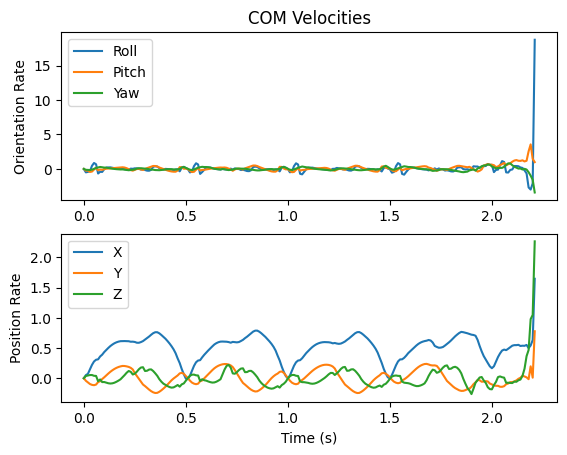 COM Velocities
Orientation Rate
15
10
5
0
Roll
Pitch
Yaw
0.0 0.5 1.0 1.5 2.0
Position Rate
2.0
1.5
1.0
0.5
0.0
X
Y
Z
0.0 0.5 1.0 1.5 2.0
Time (s)